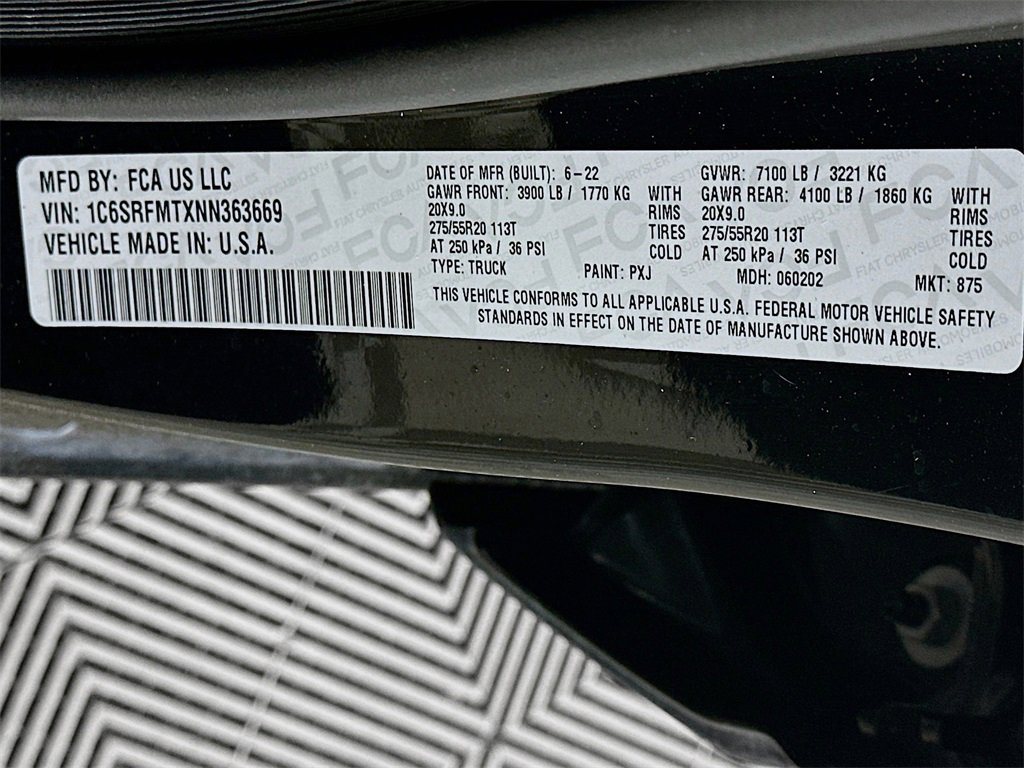 MFD BY: FCA US LLC
VIN: 1C6SRFMTXNN363669
VEHICLE MADE IN: U.S.A.
DATE OF MFR (BUILT): 6-22
GAWR FRONT: 3900 LB / 1770 KG WITH
20X9.0 RIMS
275/55R20 113T TIRES
AT 250 kPa / 36 PSI COLD
TYPE: TRUCK PAINT: PXJ
GVWR: 7100 LB / 3221 KG
GAWR REAR: 4100 LB / 1860 KG WITH
20X9.0 RIMS
275/55R20 113T TIRES
AT 250 kPa / 36 PSI COLD
MDH: 060202 MKT: 875
THIS VEHICLE CONFORMS TO ALL APPLICABLE U.S.A. FEDERAL MOTOR VEHICLE SAFETY
STANDARDS IN EFFECT ON THE DATE OF MANUFACTURE SHOWN ABOVE.